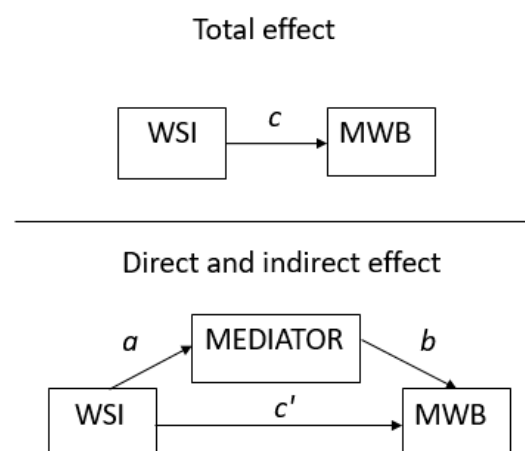 Total effect
c
WSI
MWB
Direct and indirect effect
MEDIATOR
a
b
c'
WSI
MWB